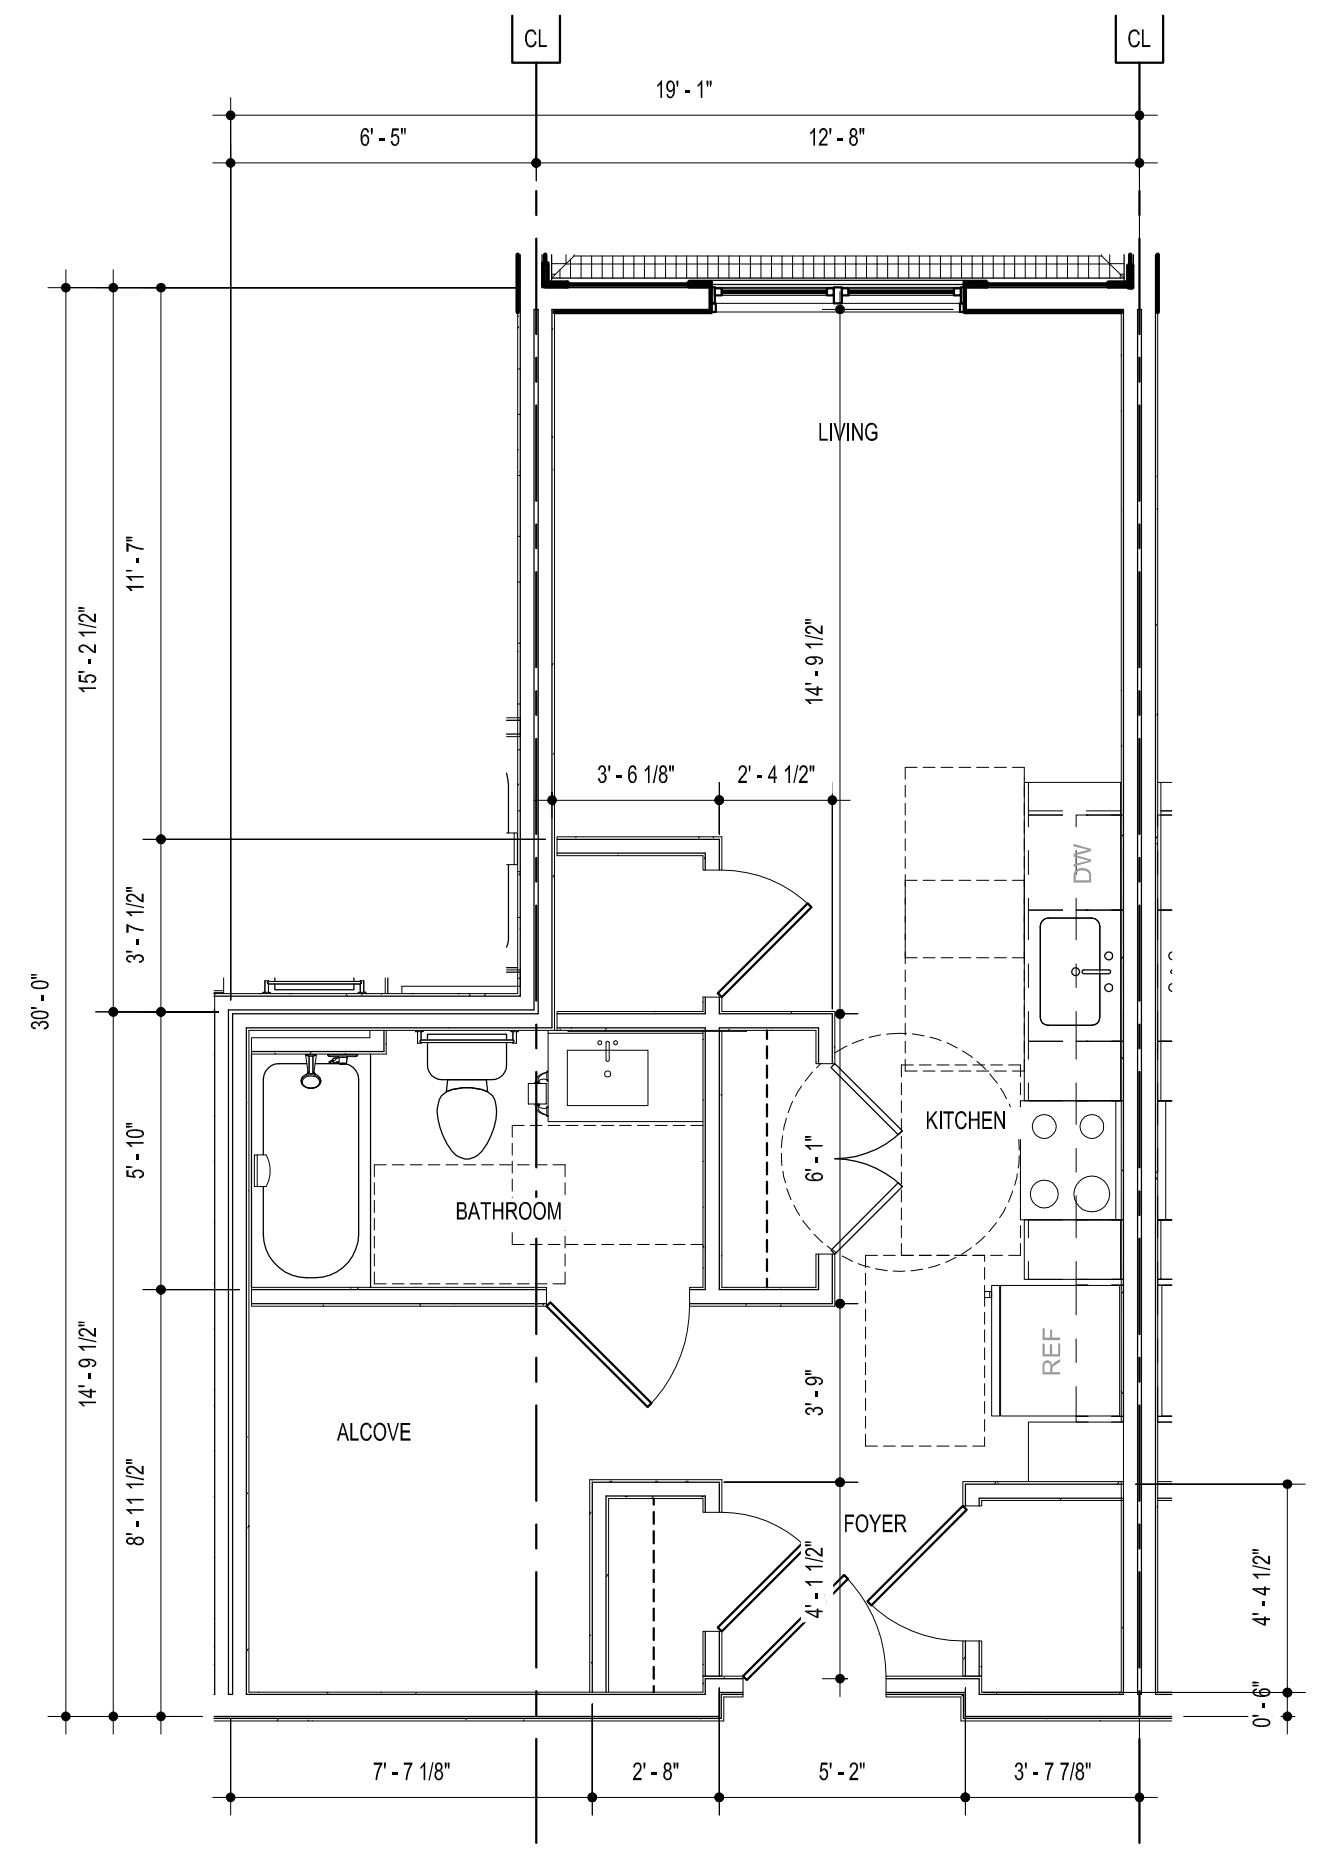 CL
CL
19' - 1"
6' - 5"
12' - 8"
LIVING
11' - 7"
15' - 2 1/2"
14' - 9 1/2"
3' - 6 1/8"
2' - 4 1/2"
DW
3' - 7 1/2"
30' - 0"
KITCHEN
5' - 10"
6' - 1"
BATHROOM
REF
14' - 9 1/2"
3' - 9"
ALCOVE
8' - 11 1/2"
FOYER
4' - 1 1/2"
4' - 4 1/2"
0' - 6"
7' - 7 1/8"
2' - 8"
5' - 2"
3' - 7 7/8"